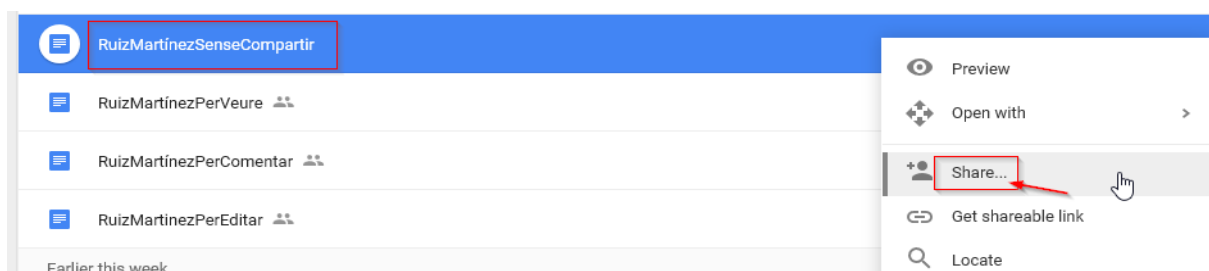 RuizMartínezSenseCompartir
RuizMartínezPerVeure
RuizMartínezPerComentar
RuizMartinezPerEditar
Earlier this week
Preview
Open with
Share...
Get shareable link
Locate